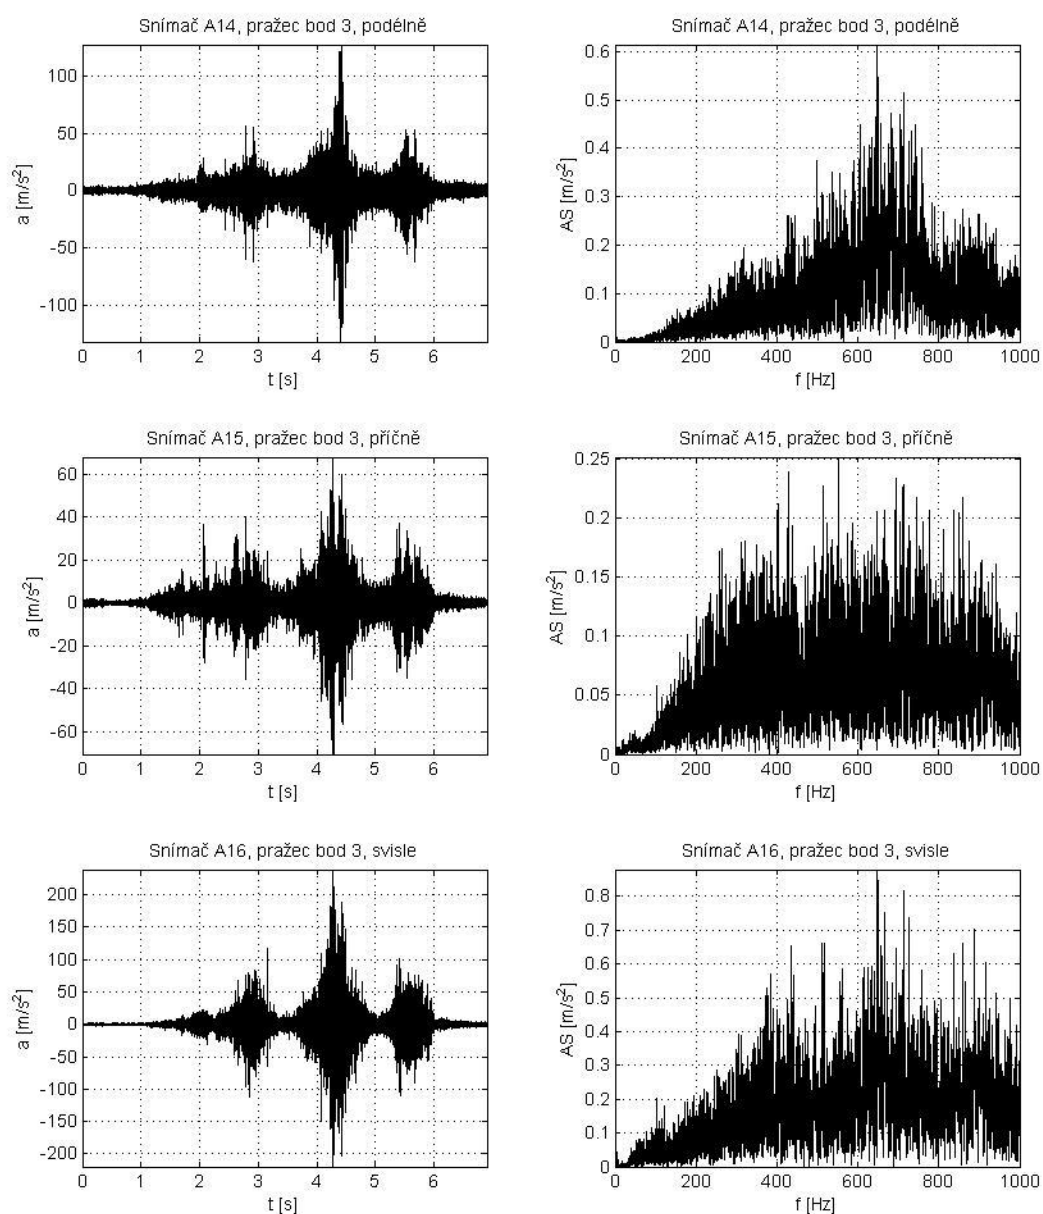 Snímač A14, pražec bod 3, podélně
100
50
0
-50
-100
a [m/s²]
0 1 2 3 4 5 6
t [s]
Snímač A14, pražec bod 3, podélně
0.6
0.5
0.4
0.3
0.2
0.1
0
AS [m/s²]
0 200 400 600 800 1000
f [Hz]
Snímač A15, pražec bod 3, příčně
60
40
20
0
-20
-40
-60
a [m/s²]
0 1 2 3 4 5 6
t [s]
Snímač A15, pražec bod 3, příčně
0.25
0.2
0.15
0.1
0.05
0
AS [m/s²]
0 200 400 600 800 1000
f [Hz]
Snímač A16, pražec bod 3, svisle
200
150
100
50
0
-50
-100
-150
-200
a [m/s²]
0 1 2 3 4 5 6
t [s]
Snímač A16, pražec bod 3, svisle
0.8
0.7
0.6
0.5
0.4
0.3
0.2
0.1
0
AS [m/s²]
0 200 400 600 800 1000
f [Hz]